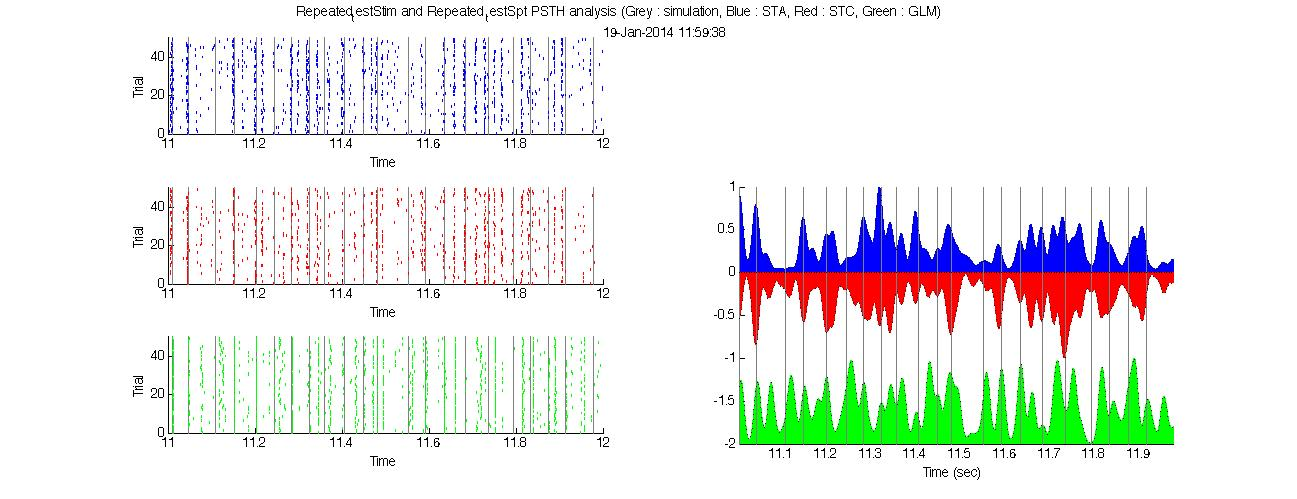 Repeated_testStim and Repeated_testSpt PSTH analysis (Grey : simulation, Blue : STA, Red : STC, Green : GLM)
19-Jan-2014 11:59:38
40
20
0
Trial
11 11.2 11.4 11.6 11.8 12
Time
40
20
0
Trial
11 11.2 11.4 11.6 11.8 12
Time
40
20
0
Trial
11 11.2 11.4 11.6 11.8 12
Time
1
0.5
0
-0.5
-1
-1.5
-2
11.1 11.2 11.3 11.4 11.5 11.6 11.7 11.8 11.9
Time (sec)